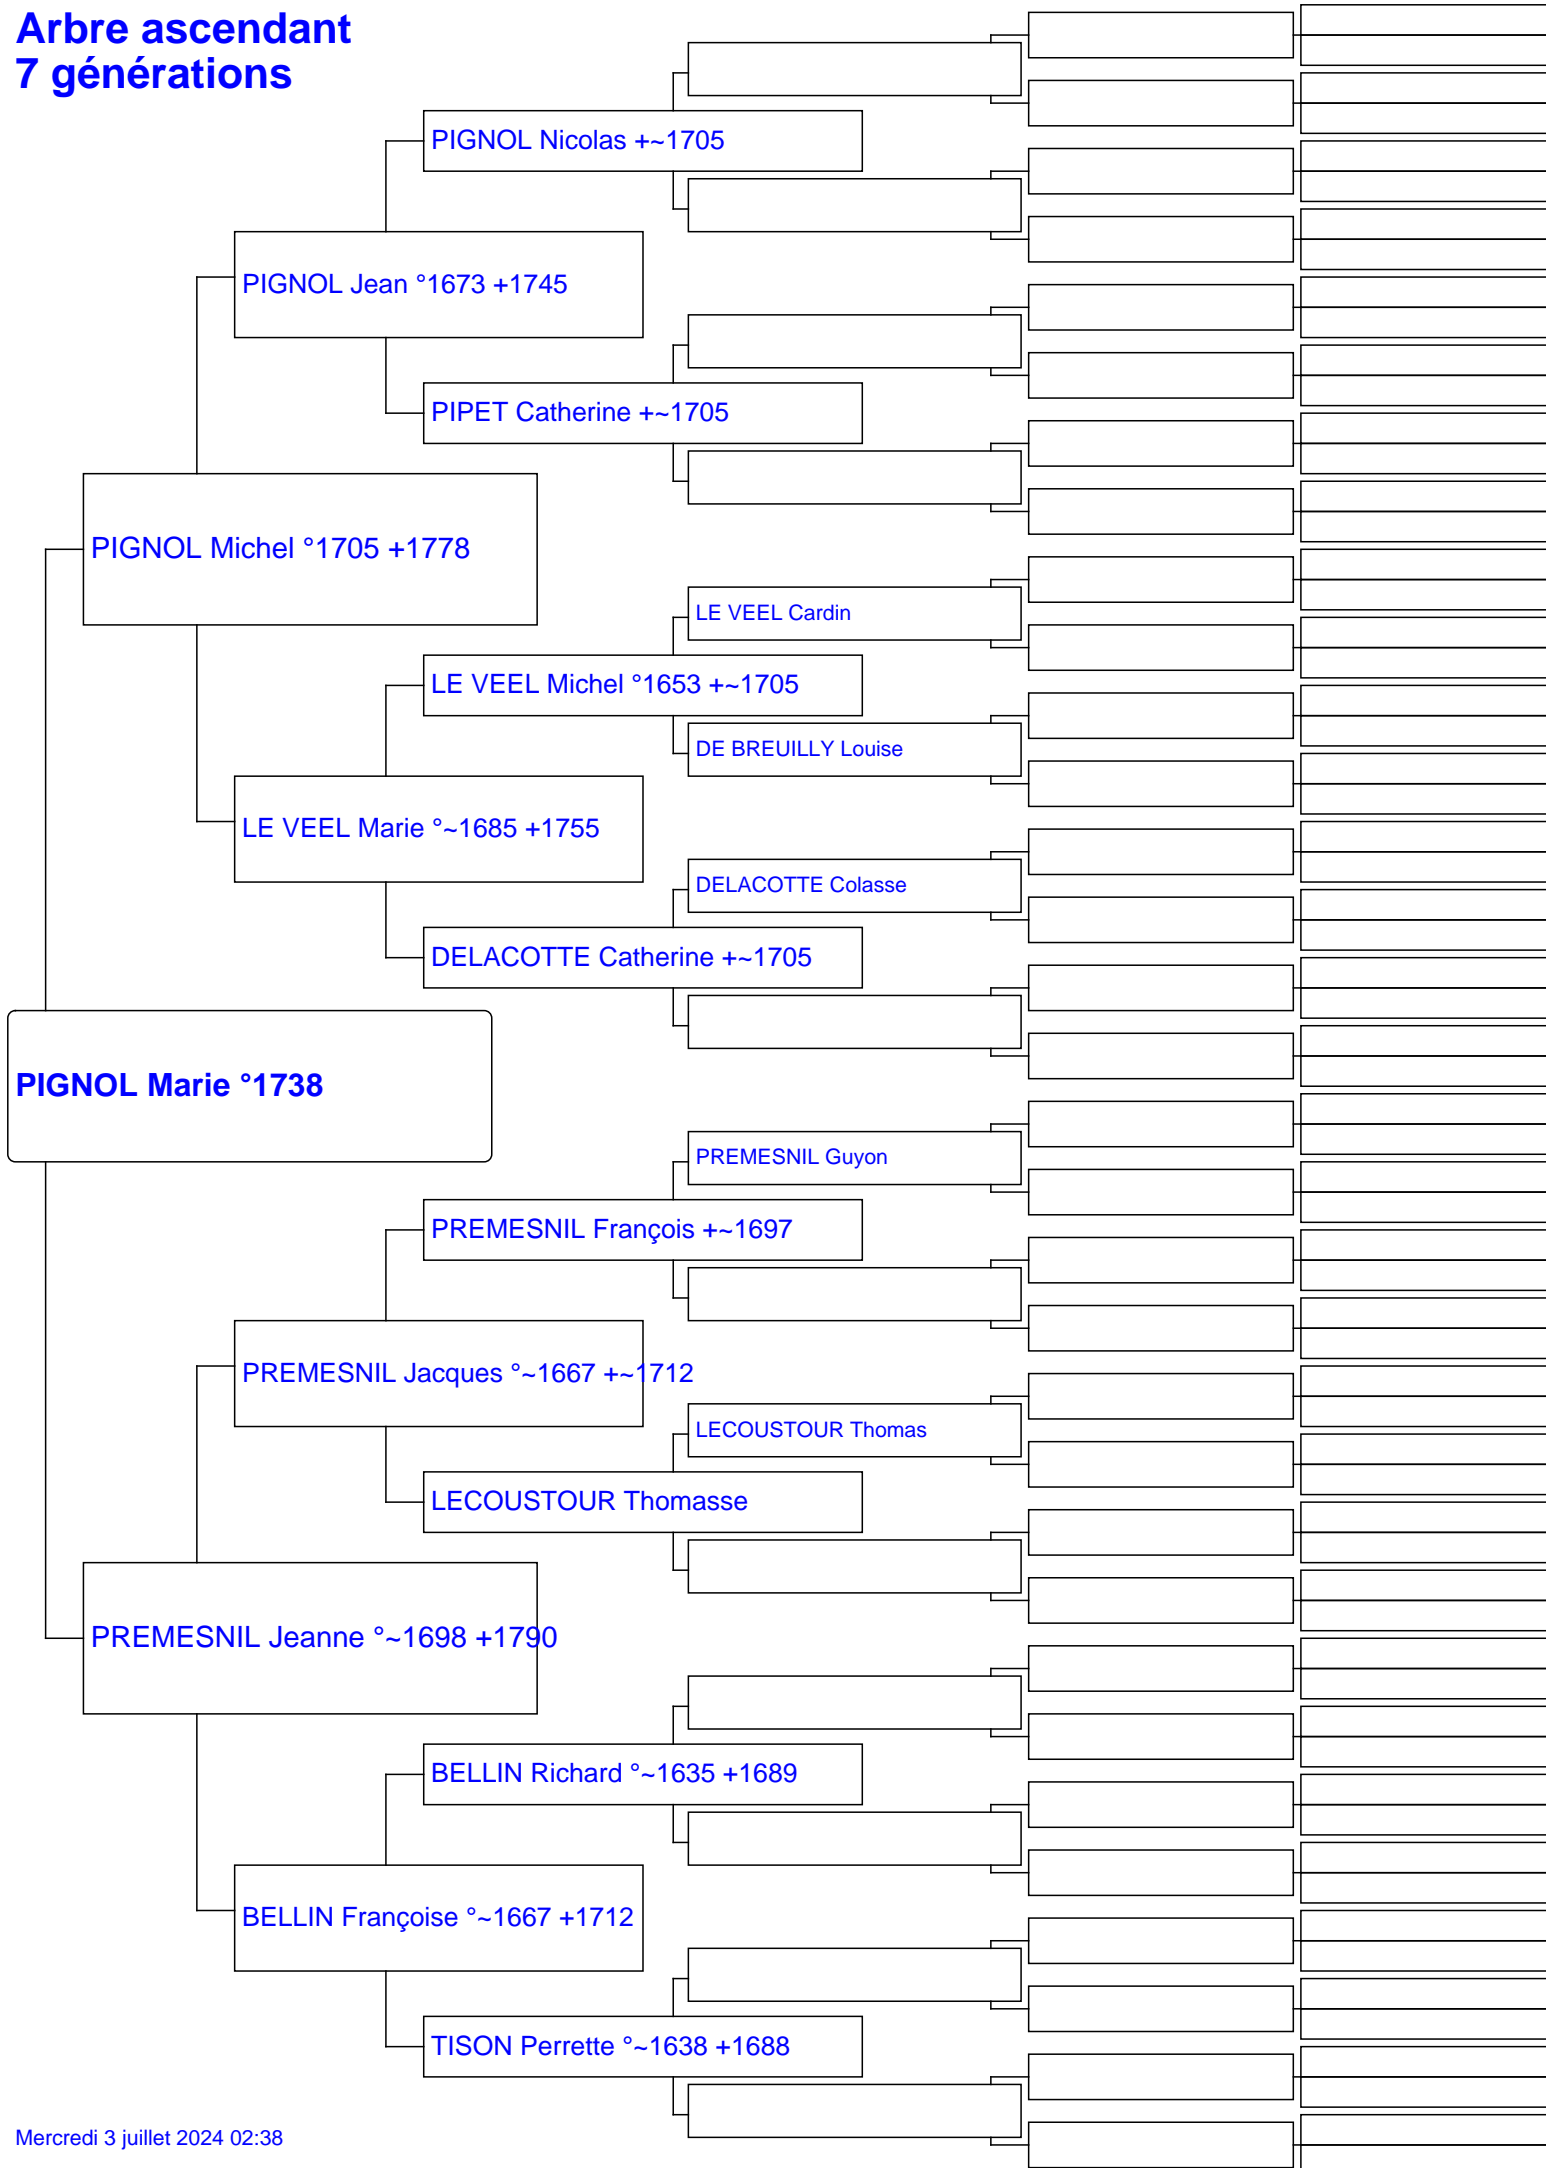 Arbre ascendant
7 générations
PIGNOL Nicolas +~1705
PIGNOL Jean °1673 +1745
PIPET Catherine +~1705
PIGNOL Michel °1705 +1778
LE VEEL Cardin
LE VEEL Michel °1653 +~1705
DE BREUILLY Louise
LE VEEL Marie °~1685 +1755
DELACOTTE Colasse
DELACOTTE Catherine +~1705
PIGNOL Marie °1738
PREMESNIL Guyon
PREMESNIL François +~1697
PREMESNIL Jacques °~1667 +~1712
LECOUSTOUR Thomas
LECOUSTOUR Thomasse
PREMESNIL Jeanne °~1698 +1790
BELLIN Richard °~1635 +1689
BELLIN Françoise °~1667 +1712
TISON Perrette °~1638 +1688
Mercredi 3 juillet 2024 02:38